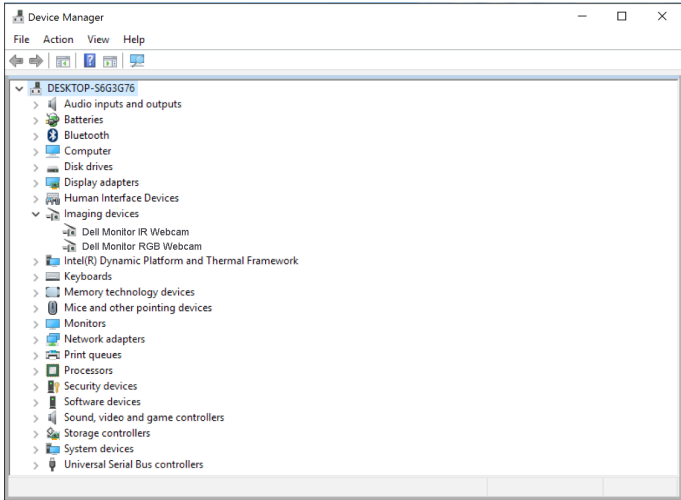 Device Manager
File Action View Help
DESKTOP-S6G3G76
Audio inputs and outputs
Batteries
Bluetooth
Computer
Disk drives
Display adapters
Human Interface Devices
Imaging devices
Dell Monitor IR Webcam
Dell Monitor RGB Webcam
Intel(R) Dynamic Platform and Thermal Framework
Keyboards
Memory technology devices
Mice and other pointing devices
Monitors
Network adapters
Print queues
Processors
Security devices
Software devices
Sound, video and game controllers
Storage controllers
System devices
Universal Serial Bus controllers